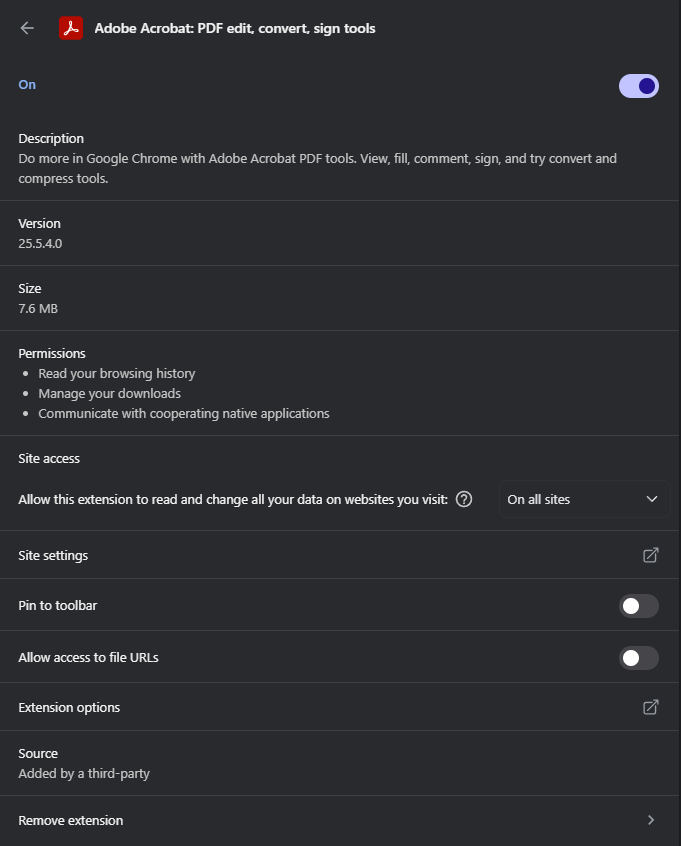 Adobe Acrobat: PDF edit, convert, sign tools
On
Description
Do more in Google Chrome with Adobe Acrobat PDF tools. View, fill, comment, sign, and try convert and
compress tools.
Version
25.5.4.0
Size
7.6 MB
Permissions
Read your browsing history
Manage your downloads
Communicate with cooperating native applications
Site access
Allow this extension to read and change all your data on websites you visit: ? On all sites
Site settings
Pin to toolbar
Allow access to file URLs
Extension options
Source
Added by a third-party
Remove extension